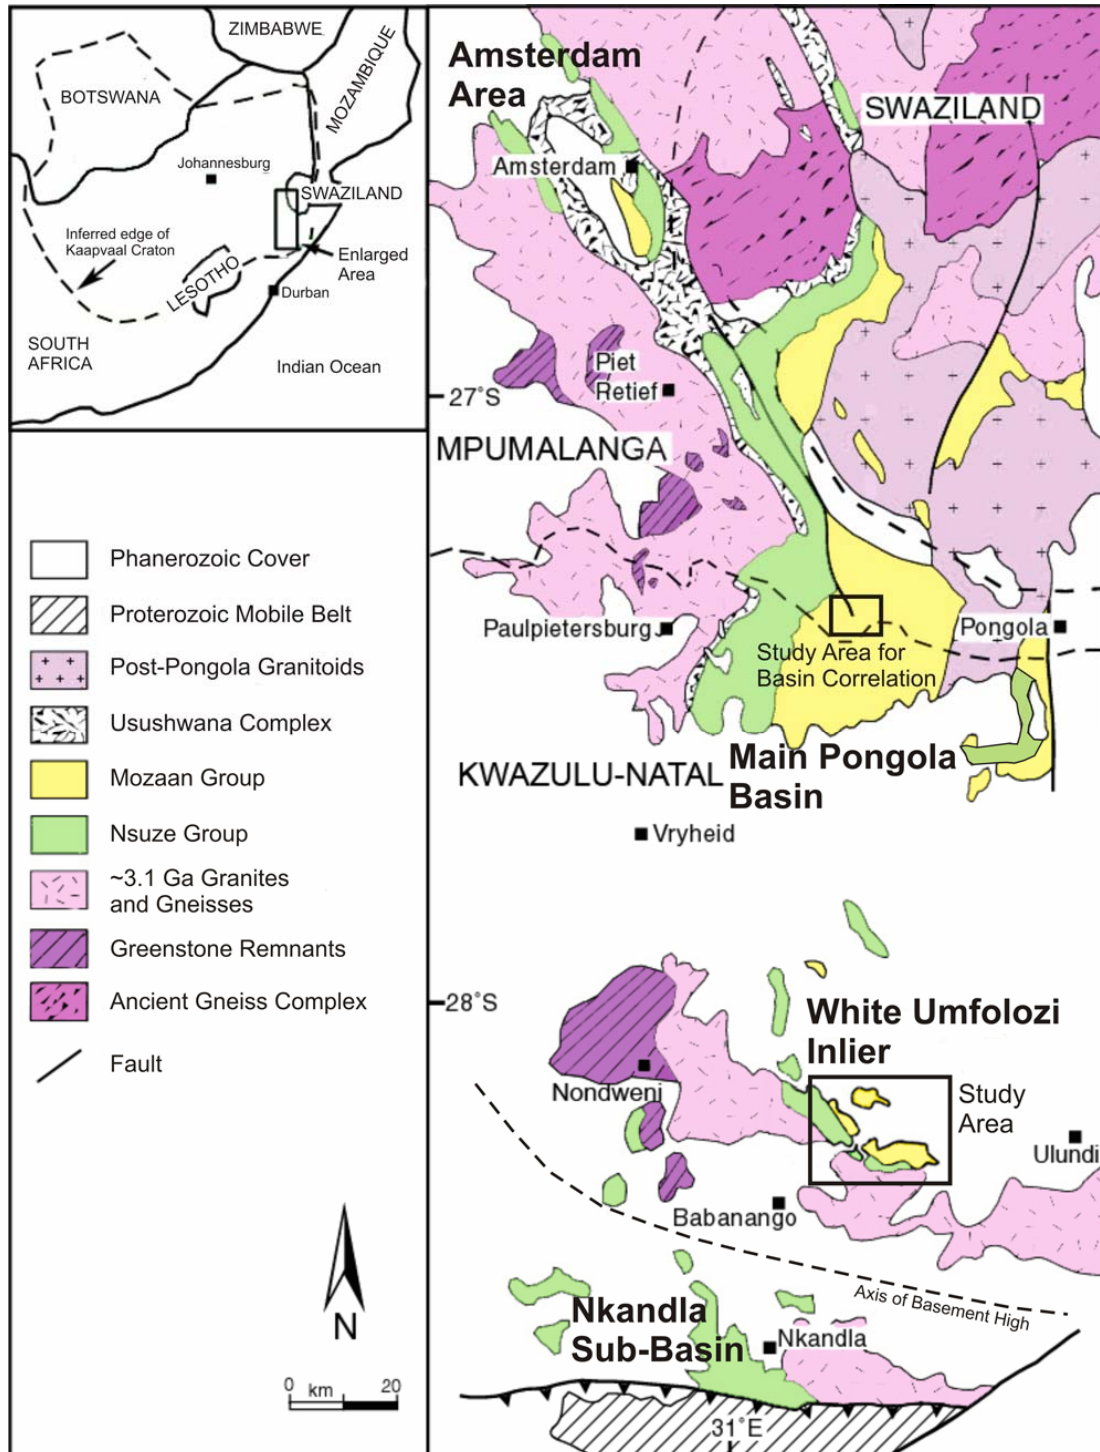 ZIMBABWE
MOZAMBIQUE
BOTSWANA
Johannesburg
SWAZILAND
Inferred edge of
Kaapvaal Craton
Enlarged
Area
LESOTHO
Durban
SOUTH
AFRICA
Indian Ocean
Phanerozoic Cover
Proterozoic Mobile Belt
Post-Pongola Granitoids
Usushwana Complex
Mozaan Group
Nsuze Group
~3.1 Ga Granites
and Gneisses
Greenstone Remnants
Ancient Gneiss Complex
Fault
N
0 km 20
Amsterdam
Area
SWAZILAND
Amsterdam
Piet
Retief
27°S
MPUMALANGA
Paulpietersburg
Pongola
Study Area for
Basin Correlation
Main Pongola
Basin
KWAZULU-NATAL
Vryheid
28°S
White Umfolozi
Inlier
Nondweni
Study
Area
Ulundi
Babanango
Axis of Basement High
Nkandla
Sub-Basin
Nkandla
31°E